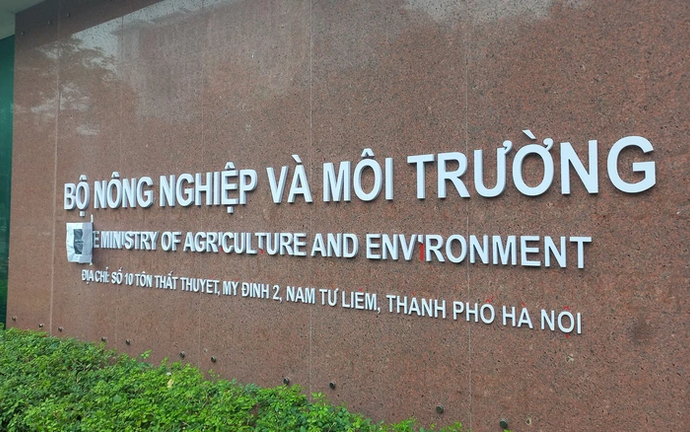 BỘ NÔNG NGHIỆP VÀ MÔI TRƯỜNG
MINISTRY OF AGRICULTURE AND ENVIRONMENT
ĐỊA CHỈ: SỐ 10 TÔN THẤT THUYẾT, MỸ ĐÌNH 2, NAM TỪ LIÊM, THÀNH PHỐ HÀ NỘI